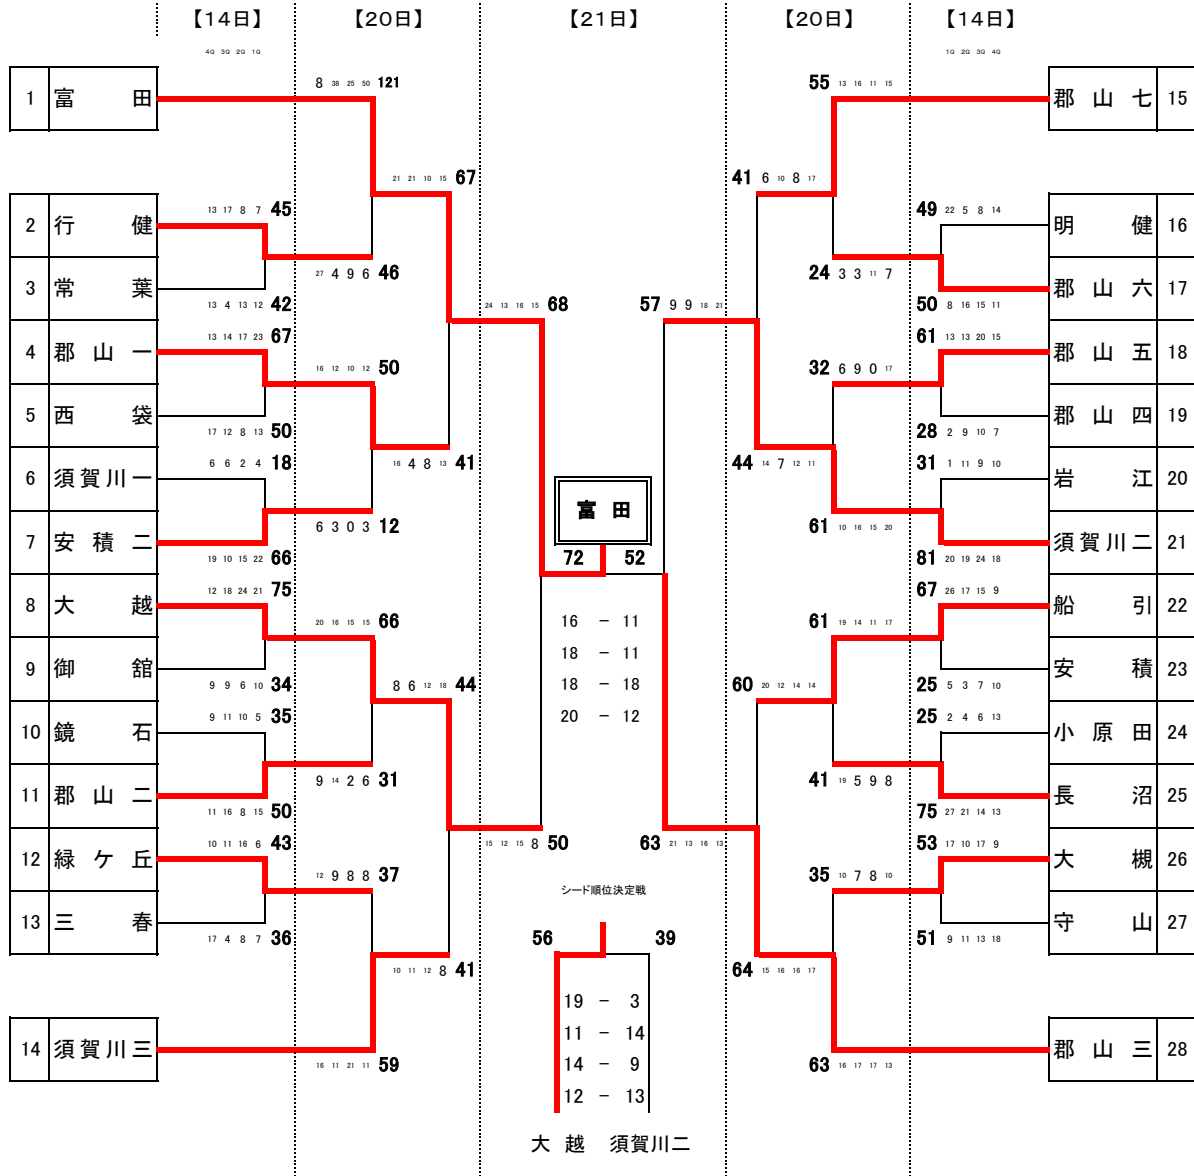 【14日】 【20日】 【21日】 【20日】 【14日】
4Q 3Q 2Q 1Q 1Q 2Q 3Q 4Q
8 38 25 50 121 55 13 16 11 15
1 富田 郡山七 15
21 21 10 15 67 41 6 10 8 17
13 17 8 7 45 49 22 5 8 14
2 行健 明健 16
27 4 9 6 46 24 3 3 11 7
3 常葉 郡山六 17
13 4 13 12 42 24 13 16 15 68 57 9 9 18 21 50 8 16 15 11
13 14 17 23 67 61 13 13 20 15
4 郡山一 郡山五 18
16 12 10 12 50 32 6 9 0 17
5 西袋 郡山四 19
17 12 8 13 50 28 2 9 10 7
6 6 2 4 18 16 4 8 13 41 44 14 7 12 11 31 1 11 9 10
6 須賀川一 岩江 20
富田
6 3 0 3 12 61 10 16 15 20
7 安積二 須賀川二 21
19 10 15 22 66 72 52 81 20 19 24 18
12 18 24 21 75 67 26 17 15 9
8 大越 船引 22
20 16 15 15 66 16 － 11 61 19 14 11 17
9 御舘 18 － 11 安積 23
9 9 6 10 34 8 6 12 18 44 18 － 18 60 20 12 14 14 25 5 3 7 10
9 11 10 5 35 20 － 12 25 2 4 6 13
10 鏡石 小原田 24
9 14 2 6 31 41 19 5 9 8
11 郡山二 長沼 25
11 16 8 15 50 75 27 21 14 13
10 11 16 6 43 15 12 15 8 50 63 21 13 16 13 53 17 10 17 9
12 緑ケ丘 大槻 26
12 9 8 8 37 35 10 7 8 10
シード順位決定戦
13 三春 守山 27
17 4 8 7 36 56 39 51 9 11 13 18
10 11 12 8 41 64 15 16 16 17
19 － 3
11 － 14
14 須賀川三 郡山三 28
14 － 9
16 11 21 11 59 63 16 17 17 13
12 － 13
大越 須賀川二